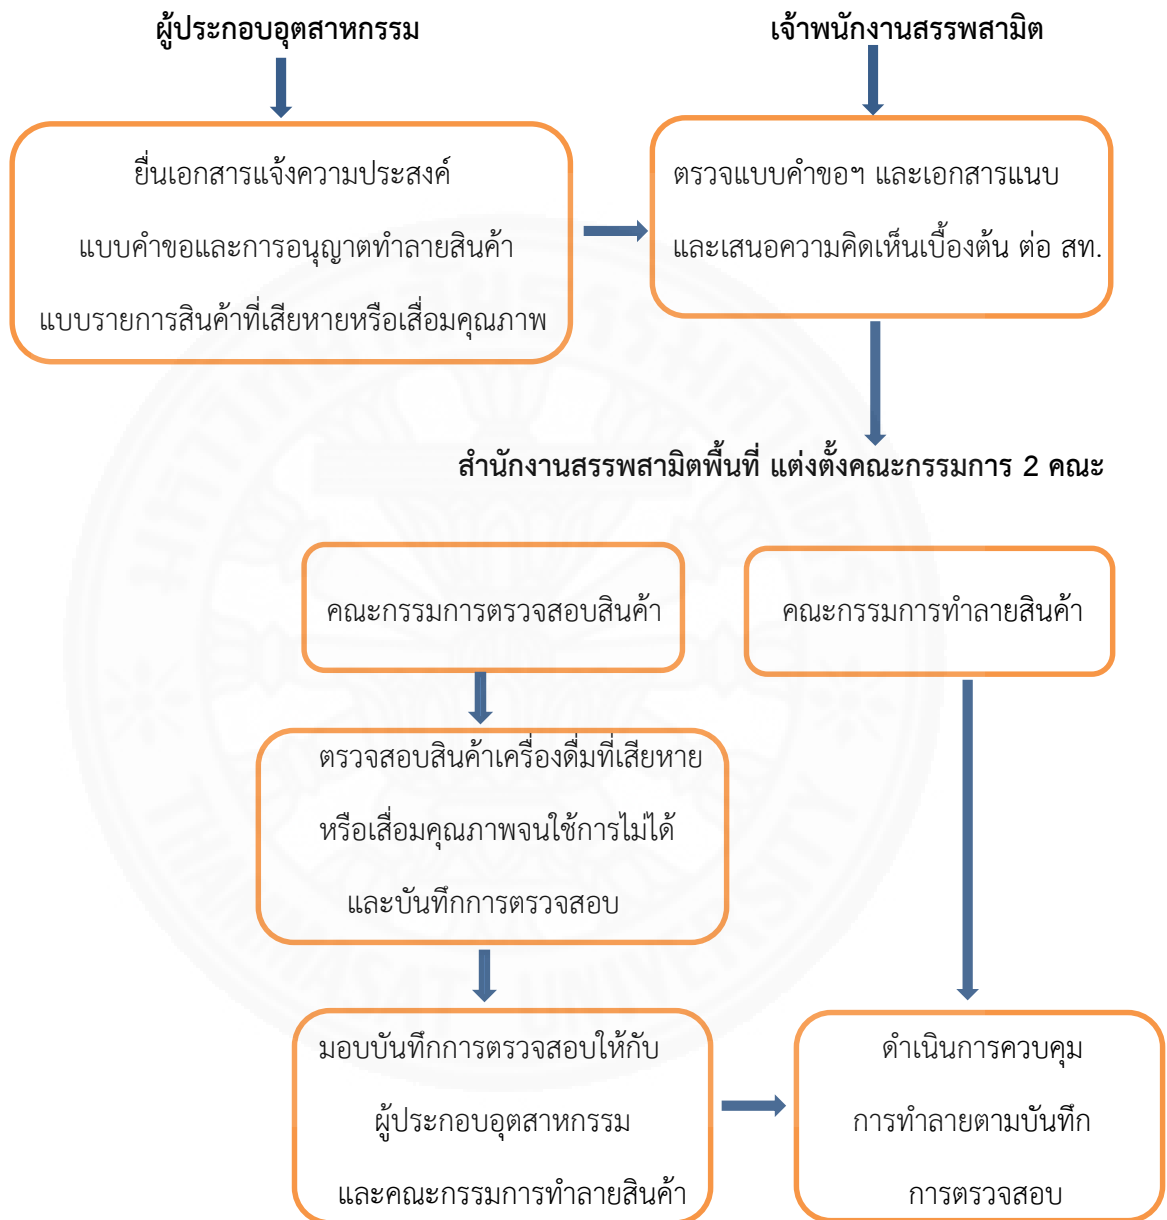 ผู้ประกอบอุตสาหกรรม
เจ้าพนักงานสรรพสามิต
ยื่นเอกสารแจ้งความประสงค์
แบบคำขอและการอนุญาตทำลายสินค้า
แบบรายการสินค้าที่เสียหายหรือเสื่อมคุณภาพ
ตรวจแบบคำขอฯ และเอกสารแนบ
และเสนอความคิดเห็นเบื้องต้น ต่อ สท.
สำนักงานสรรพสามิตพื้นที่ แต่งตั้งคณะกรรมการ 2 คณะ
คณะกรรมการตรวจสอบสินค้า
คณะกรรมการทำลายสินค้า
ตรวจสอบสินค้าเครื่องดื่มที่เสียหาย
หรือเสื่อมคุณภาพจนใช้การไม่ได้
และบันทึกการตรวจสอบ
มอบบันทึกการตรวจสอบให้กับ
ผู้ประกอบอุตสาหกรรม
และคณะกรรมการทำลายสินค้า
ดำเนินการควบคุม
การทำลายตามบันทึก
การตรวจสอบ
มหาวิทยาลัยธรรมศาสตร์
THAMMASAT UNIVERSITY